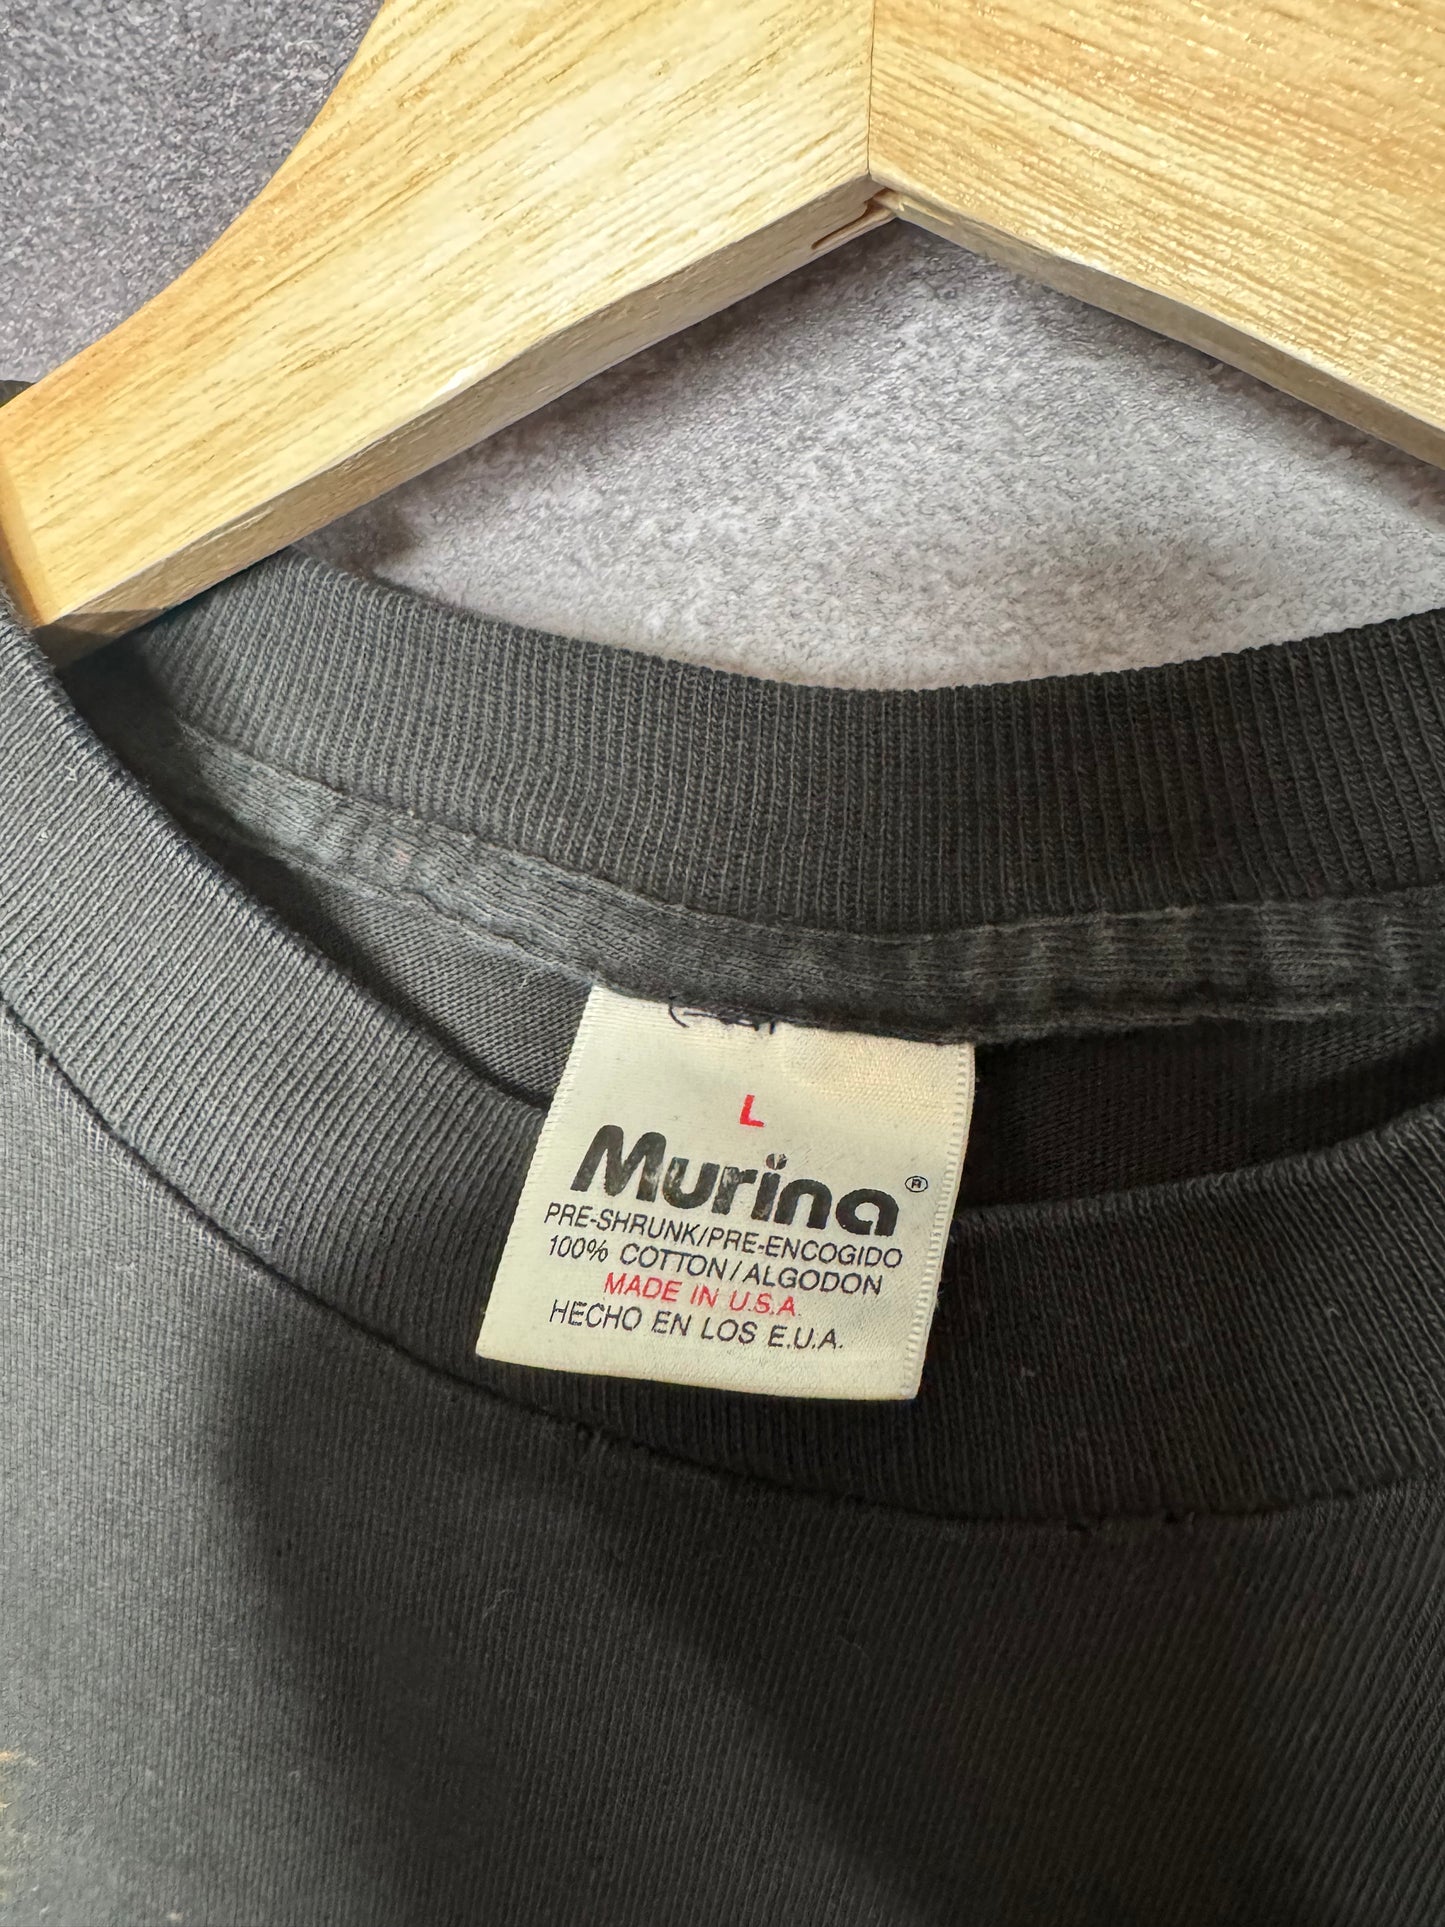 L
Murina®
PRE-SHRUNK/PRE-ENCOGIDO
100% COTTON/ALGODON
MADE IN U.S.A.
HECHO EN LOS E.U.A.